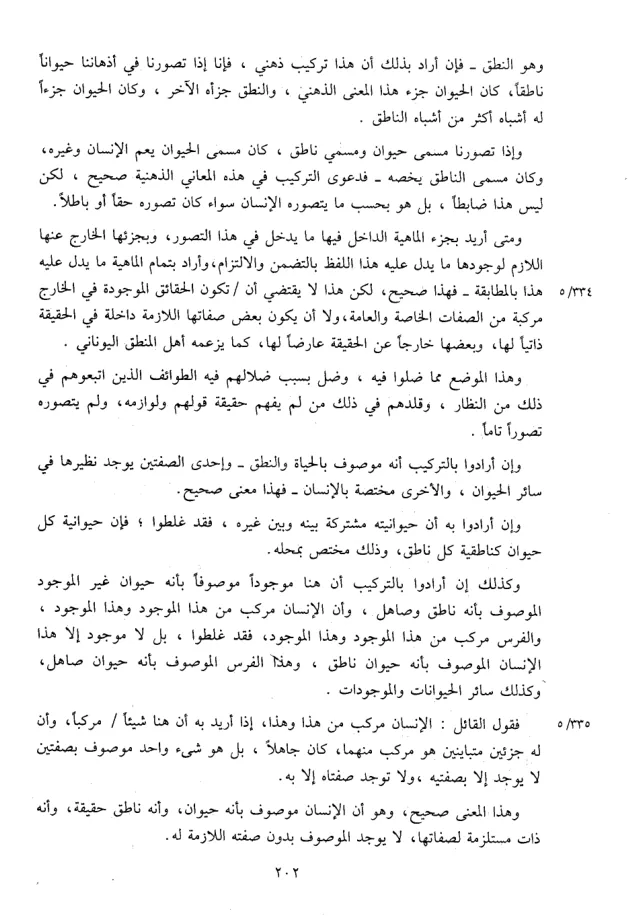 وهو النطق ـ فإن أراد بذلك أن هذا تركيب ذهني ، فإنا إذا تصورنا في أذهاننا حيواناً
ناطقاً، كان الحيوان جزء هذا المعنى الذهني ، والنطق جزأه الآخر ، وكان الحيوان جزءاً
له أشباه أكثر من أشباه الناطق .
وإذا تصورنا مسمى حيوان ومسمي ناطق ، كان مسمى الحيوان يعم الإنسان وغيره،
وكان مسمى الناطق يخصه ـ فدعوى التركيب في هذه المعاني الذهنية صحيح ، لكن
ليس هذا ضابطاً ، بل هو بحسب ما يتصوره الإنسان سواء كان تصوره حقاً أو باطلاً.
ومتى أريد بجزء الماهية الداخل فيها ما يدخل في هذا التصور، وبجزئها الخارج عنها
اللازم لوجودها ما يدل عليه هذا اللفظ بالتضمن والالتزام،وأراد بتمام الماهية ما يدل عليه
هذا بالمطابقة ـ فهذا صحيح، لكن هذا لا يقتضي أن / تكون الحقائق الموجودة في الخارج ٥/٣٣٤
مركبة من الصفات الخاصة والعامة،ولا أن يكون بعض صفاتها اللازمة داخلة في الحقيقة
ذاتياً لها، وبعضها خارجاً عن الحقيقة عارضاً لها، كما يزعمه أهل المنطق اليوناني .
وهذا الموضع مما ضلوا فيه ، وضل بسبب ضلالهم فيه الطوائف الذين اتبعوهم في
ذلك من النظار ، وقلدهم في ذلك من لم يفهم حقيقة قولهم ولوازمه، ولم يتصوره
تصوراً تاماً .
وإن أرادوا بالتركيب أنه موصوف بالحياة والنطق ـ وإحدى الصفتين يوجد نظيرها في
سائر الحيوان ، والأخرى مختصة بالإنسان ـ فهذا معنى صحيح.
وإن أرادوا به أن حيوانيته مشتركة بينه وبين غيره ، فقد غلطوا ؛ فإن حيوانية كل
حيوان كناطقية كل ناطق، وذلك مختص بمحله.
وكذلك إن أرادوا بالتركيب أن هنا موجوداً موصوفاً بأنه حيوان غير الموجود
الموصوف بأنه ناطق وصاهل ، وأن الإنسان مركب من هذا الموجود وهذا الموجود ،
والفرس مركب من هذا الموجود وهذا الموجود، فقد غلطوا ، بل لا موجود إلا هذا
الإنسان الموصوف بأنه حيوان ناطق ، وهذا الفرس الموصوف بأنه حيوان صاهل،
وكذلك سائر الحيوانات والموجودات .
فقول القائل : الإنسان مركب من هذا وهذا، إذا أريد به أن هنا شيئاً / مركباً، وأن ٥/٣٣٥
له جزئين متباينين هو مركب منهما، كان جاهلاً ، بل هو شىء واحد موصوف بصفتين
لا يوجد إلا بصفتيه ،ولا توجد صفتاه إلا به.
وهذا المعنى صحيح، وهو أن الإنسان موصوف بأنه حيوان، وأنه ناطق حقيقة، وأنه
ذات مستلزمة لصفاتها، لا يوجد الموصوف بدون صفته اللازمة له.
٢٠٢